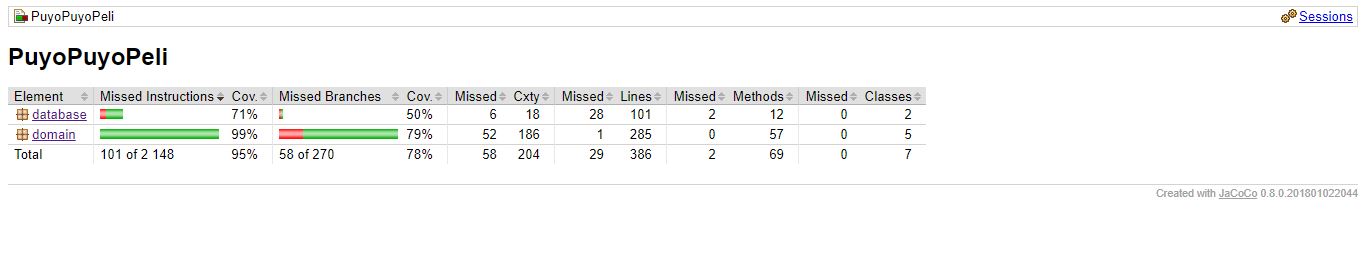 PuyoPuyoPeli Sessions
PuyoPuyoPeli
Element Missed Instructions Cov. Missed Branches Cov. Missed Cxty Missed Lines Missed Methods Missed Classes
database 71% 50% 6 18 28 101 2 12 0 2
domain 99% 79% 52 186 1 285 0 57 0 5
Total 101 of 2 148 95% 58 of 270 78% 58 204 29 386 2 69 0 7
Created with JaCoCo 0.8.0.201801022044